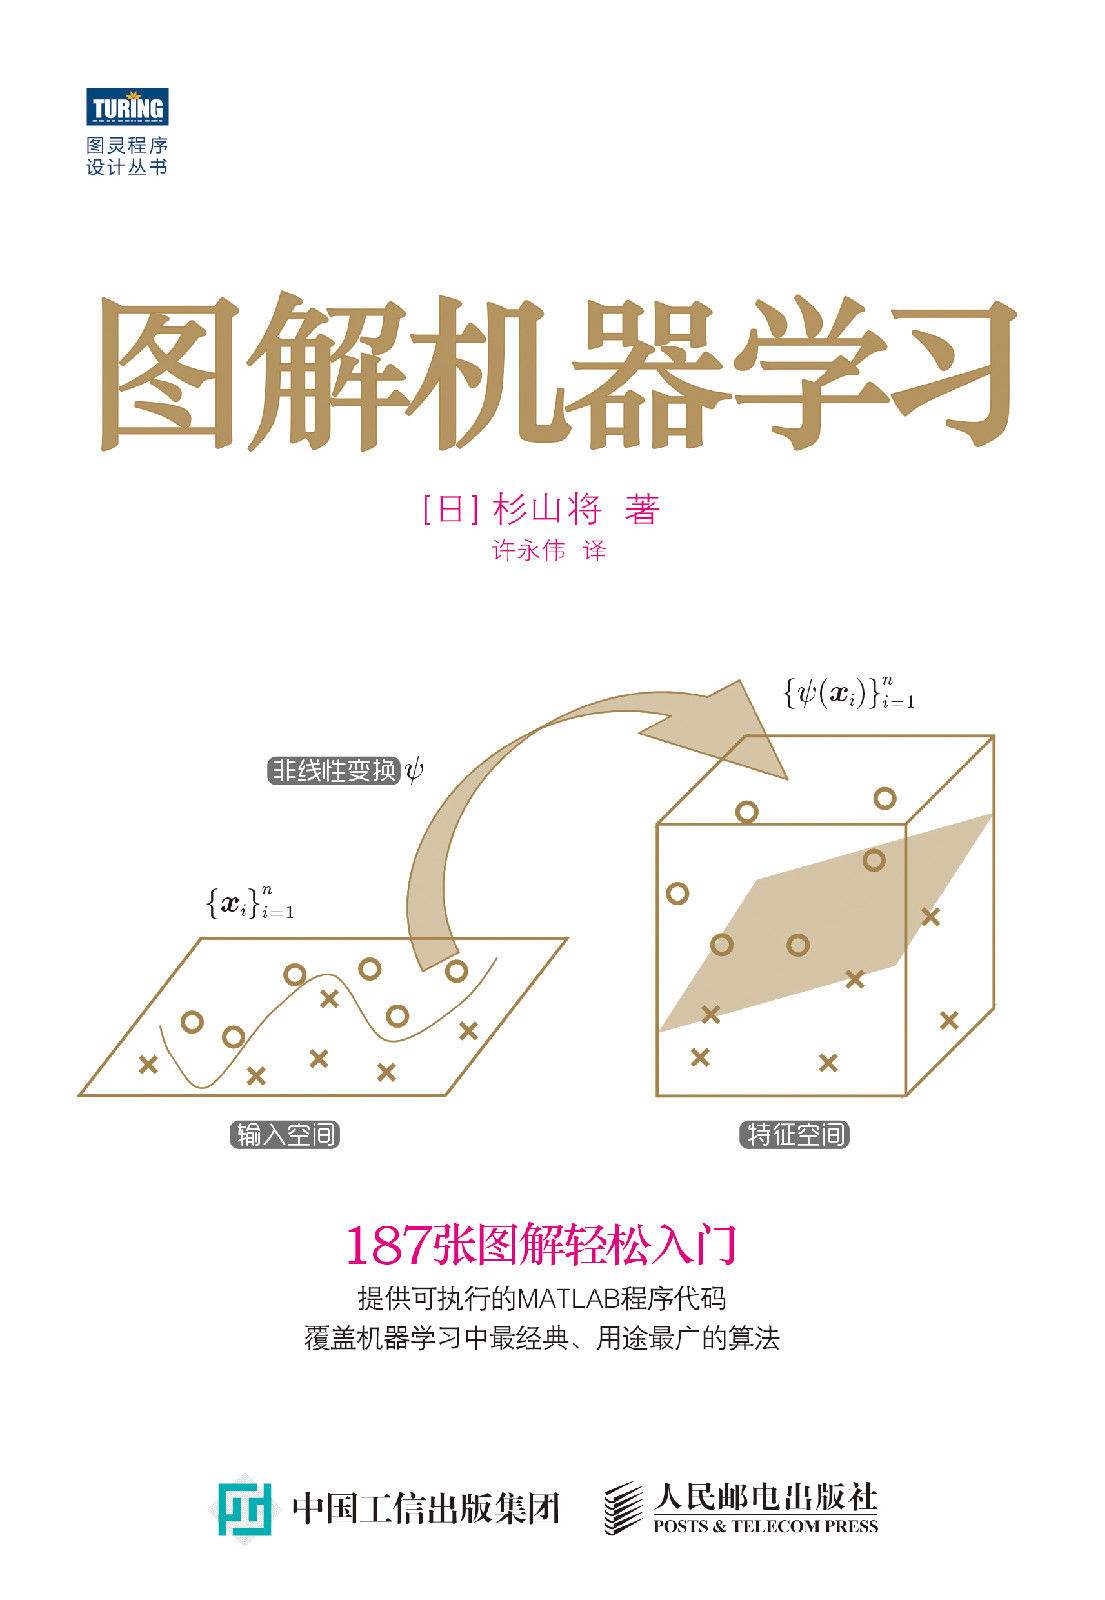 TURING
图灵程序
设计丛书
图解机器学习
[日] 杉山将 著
许永伟 译
{ψ(xᵢ)}ⁿᵢ₌₁
非线性变换 ψ
{xᵢ}ⁿᵢ₌₁
输入空间
特征空间
187张图解轻松入门
提供可执行的MATLAB程序代码
覆盖机器学习中最经典、用途最广的算法
中国工信出版集团
人民邮电出版社
POSTS & TELECOM PRESS